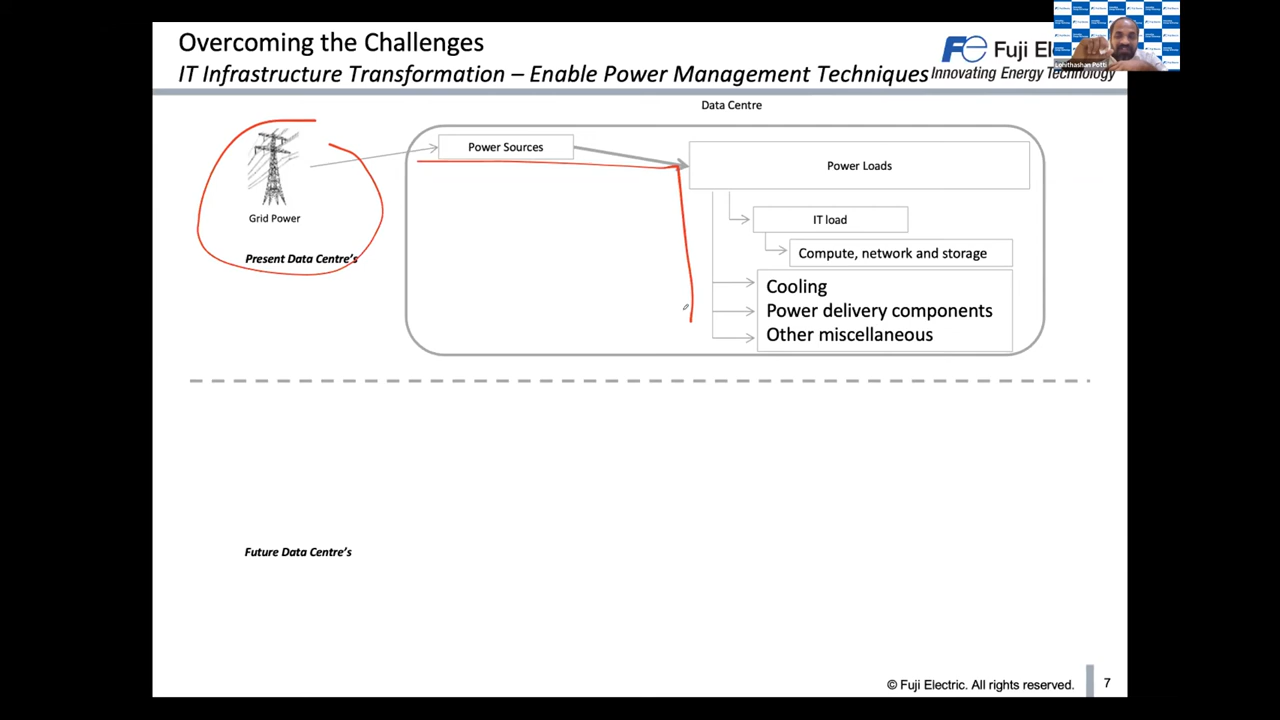 Overcoming the Challenges
IT Infrastructure Transformation – Enable Power Management Techniques
Fuji
Innovating Energy Technology
Data Centre
Grid Power
Present Data Centre's
Power Sources
Power Loads
IT load
Compute, network and storage
Cooling
Power delivery components
Other miscellaneous
Future Data Centre's
© Fuji Electric. All rights reserved.
7